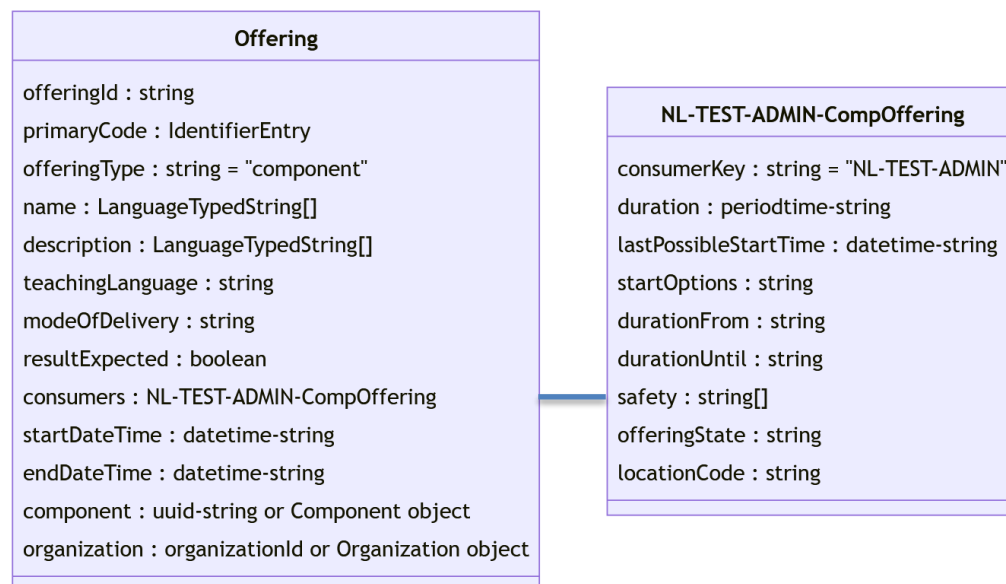 Offering
offeringId : string
primaryCode : IdentifierEntry
offeringType : string = "component"
name : LanguageTypedString[]
description : LanguageTypedString[]
teachingLanguage : string
modeOfDelivery : string
resultExpected : boolean
consumers : NL-TEST-ADMIN-CompOffering
startDateTime : datetime-string
endDateTime : datetime-string
component : uuid-string or Component object
organization : organizationId or Organization object
NL-TEST-ADMIN-CompOffering
consumerKey : string = "NL-TEST-ADMIN"
duration : periodtime-string
lastPossibleStartTime : datetime-string
startOptions : string
durationFrom : string
durationUntil : string
safety : string[]
offeringState : string
locationCode : string